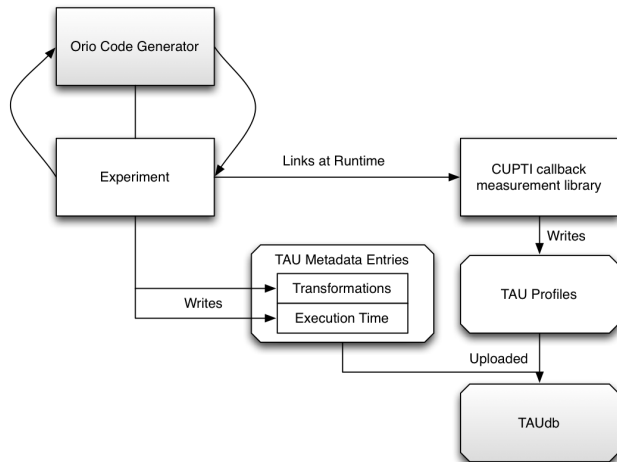 Orio Code Generator
Experiment
Links at Runtime
CUPTI callback
measurement library
Writes
TAU Metadata Entries
Transformations
Execution Time
Writes
TAU Profiles
Uploaded
TAUdb